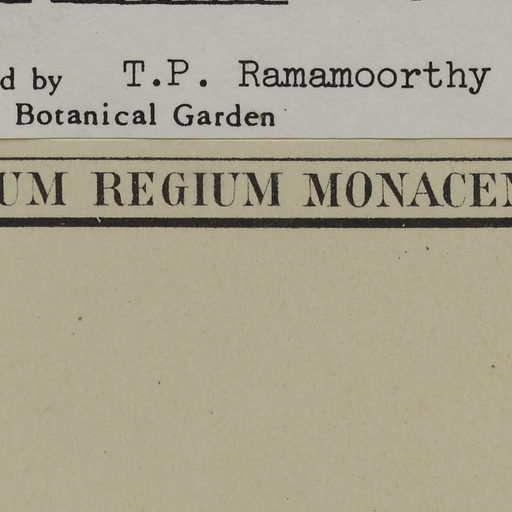 d by T.P. Ramamoorthy
Botanical Garden
UM REGIUM MONACEN